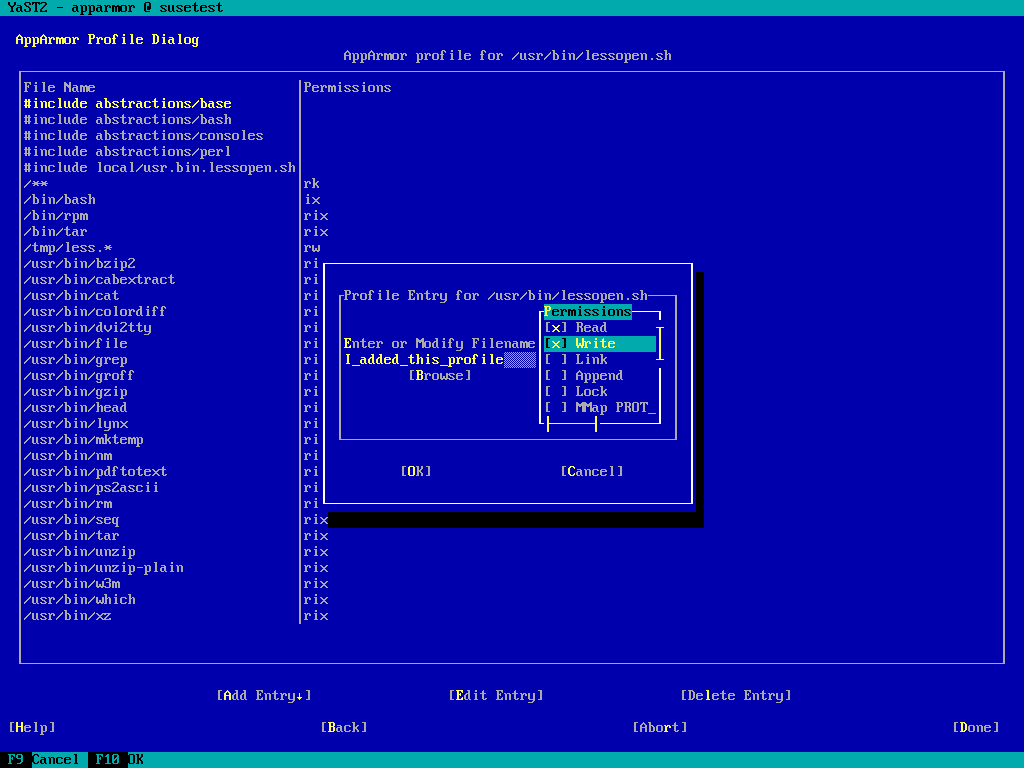 YaST2 - apparmor @ susetest
AppArmor Profile Dialog
AppArmor profile for /usr/bin/lessopen.sh
File Name Permissions
#include abstractions/base
#include abstractions/bash
#include abstractions/consoles
#include abstractions/perl
#include local/usr.bin.lessopen.sh
/** rk
/bin/bash ix
/bin/rpm rix
/bin/tar rix
/tmp/less.* rw
/usr/bin/bzip2 ri
/usr/bin/cabextract ri
/usr/bin/cat ri
/usr/bin/colordiff ri
/usr/bin/dvi2tty ri
/usr/bin/file ri
/usr/bin/grep ri
/usr/bin/groff ri
/usr/bin/gzip ri
/usr/bin/head ri
/usr/bin/lynx ri
/usr/bin/mktemp ri
/usr/bin/nm ri
/usr/bin/pdftotext ri
/usr/bin/ps2ascii ri
/usr/bin/rm ri
/usr/bin/seq rix
/usr/bin/tar rix
/usr/bin/unzip rix
/usr/bin/unzip-plain rix
/usr/bin/w3m rix
/usr/bin/which rix
/usr/bin/xz rix
Profile Entry for /usr/bin/lessopen.sh
Enter or Modify Filename
I_added_this_profile
[Browse]
Permissions
[x] Read
[x] Write
[ ] Link
[ ] Append
[ ] Lock
[ ] MMap PROT_
[OK] [Cancel]
[Add Entry↓] [Edit Entry] [Delete Entry]
[Help] [Back] [Abort] [Done]
F9 Cancel F10 OK